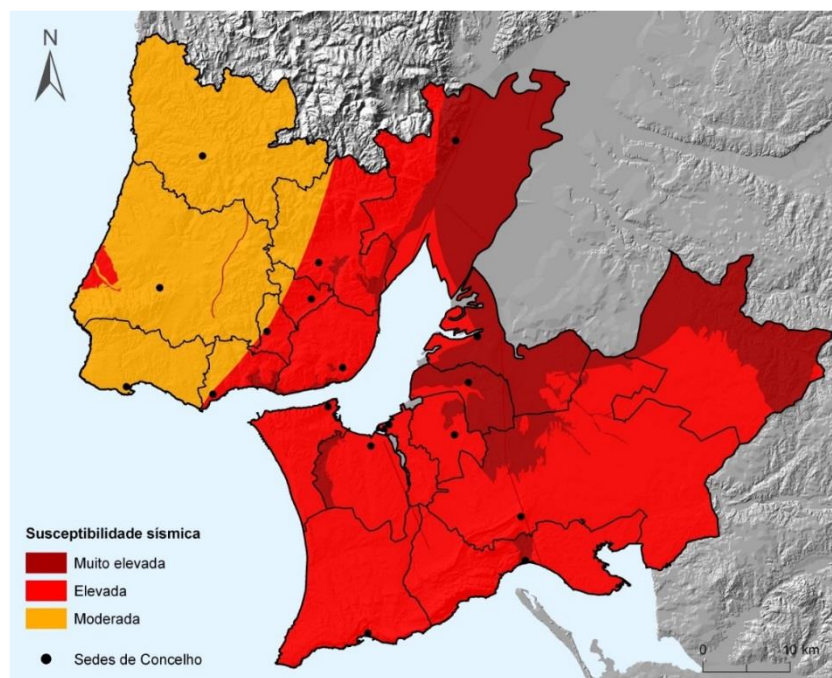 N
Susceptibilidade sísmica
Muito elevada
Elevada
Moderada
Sedes de Concelho
0 10 km